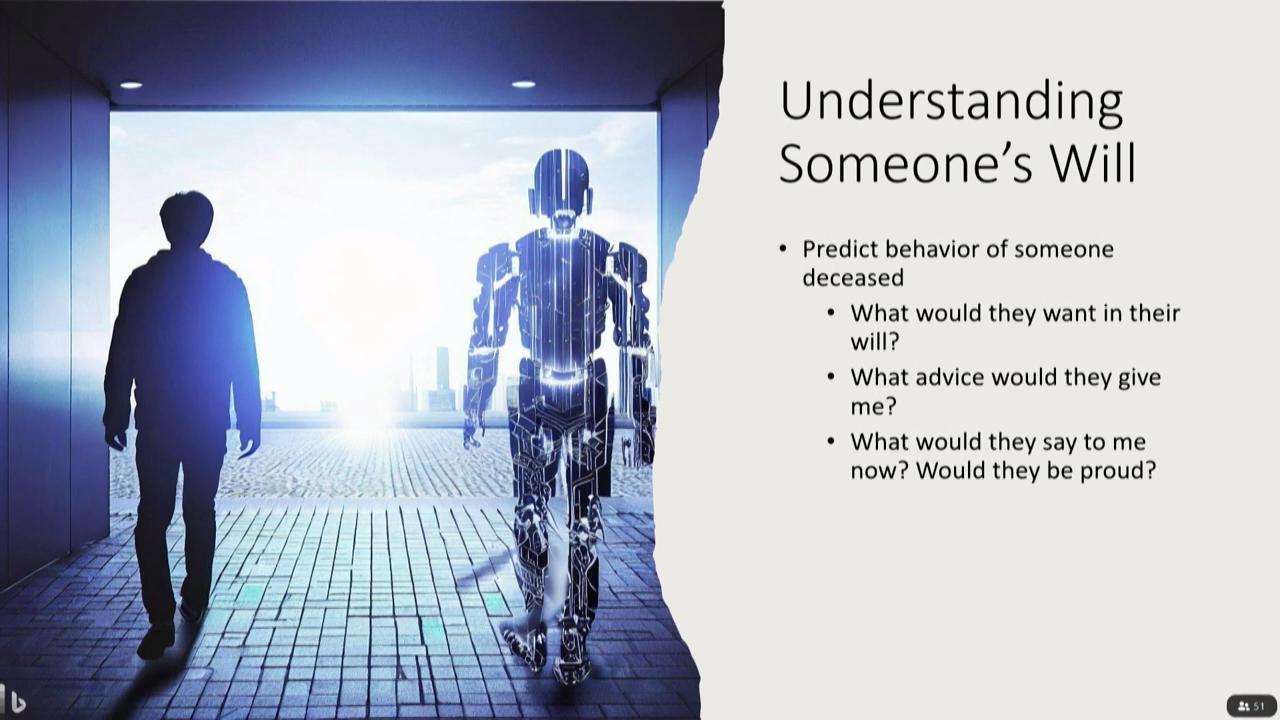 Understanding
Someone’s Will
• Predict behavior of someone
deceased
• What would they want in their
will?
• What advice would they give
me?
• What would they say to me
now? Would they be proud?
51